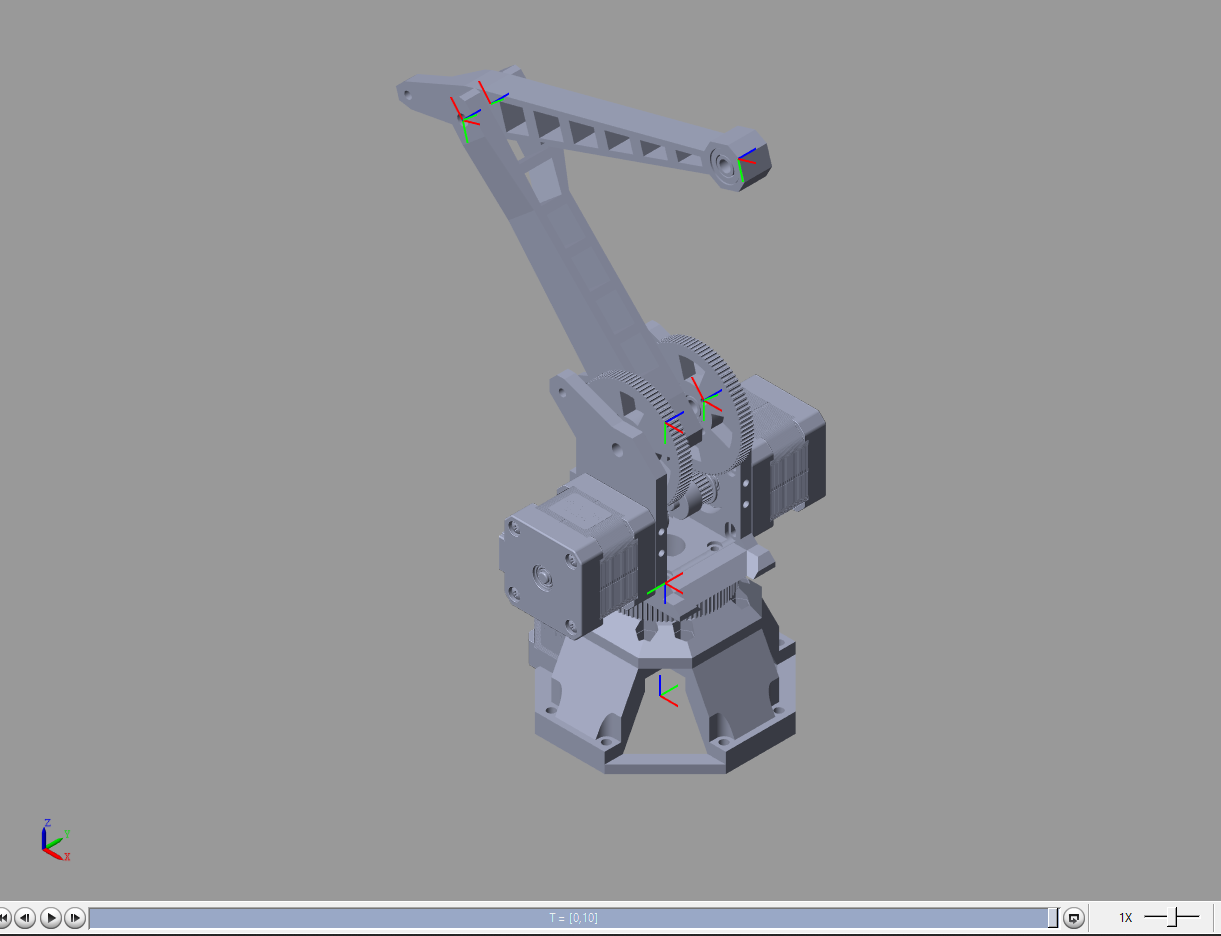 Z
Y
X
T = [0,10]
1X